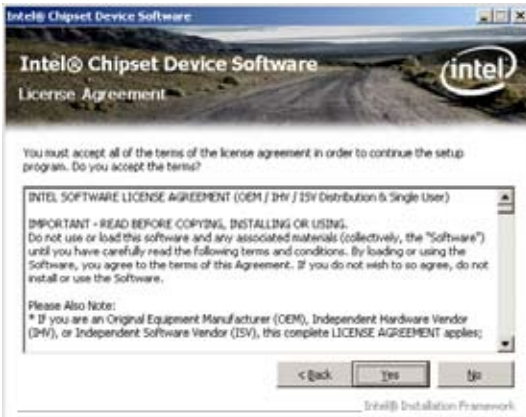 Intel® Chipset Device Software
Intel® Chipset Device Software
intel
License Agreement
You must accept all of the terms of the license agreement in order to continue the setup
program. Do you accept the terms?
INTEL SOFTWARE LICENSE AGREEMENT (OEM / IHV / ISV Distribution & Single User)
IMPORTANT - READ BEFORE COPYING, INSTALLING OR USING.
Do not use or load this software and any associated materials (collectively, the "Software")
until you have carefully read the following terms and conditions. By loading or using the
Software, you agree to the terms of this Agreement. If you do not wish to so agree, do not
install or use the Software.
Please Also Note:
* If you are an Original Equipment Manufacturer (OEM), Independent Hardware Vendor
(IHV), or Independent Software Vendor (ISV), this complete LICENSE AGREEMENT applies;
< Back
Yes
No
Intel® Installation Framework